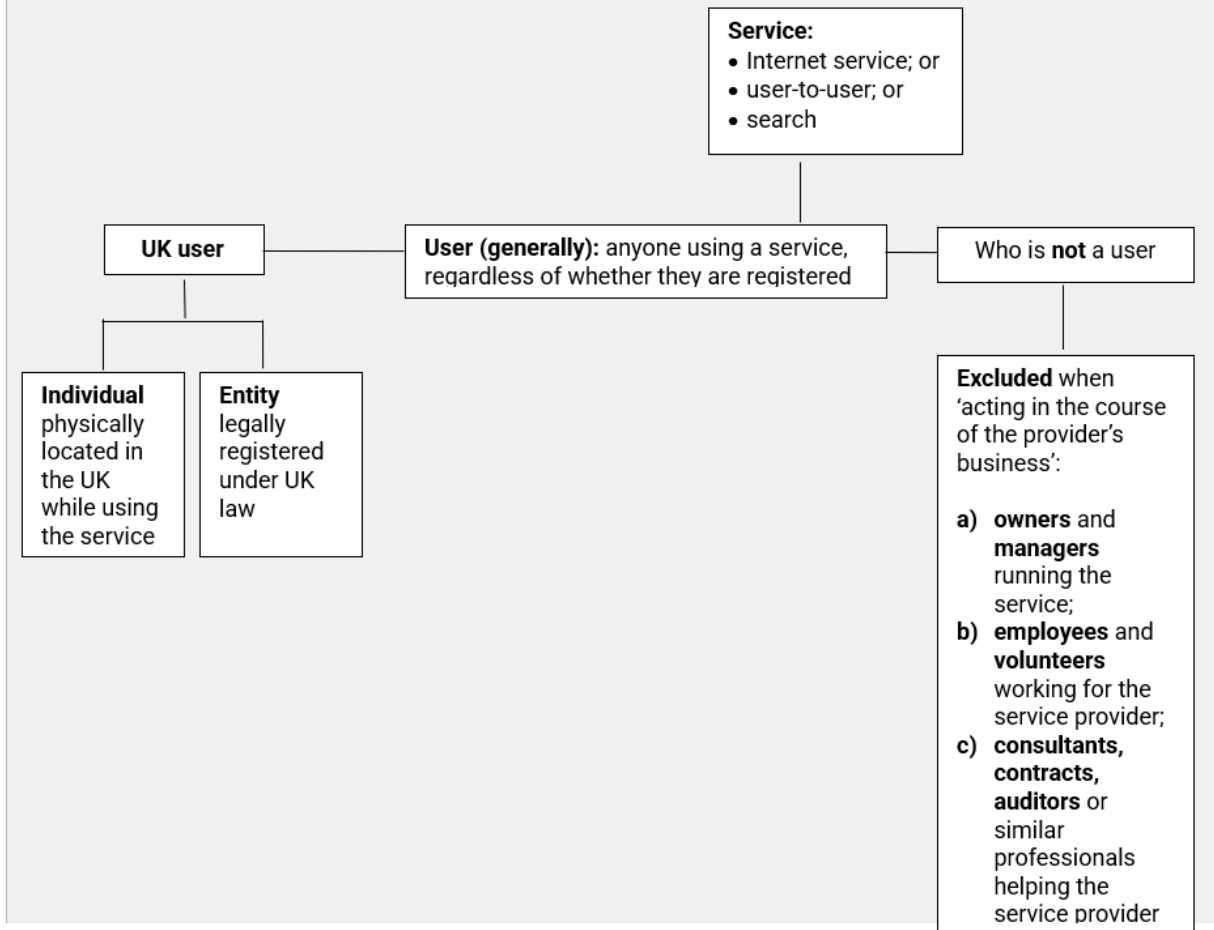 Service:
• Internet service; or
• user-to-user; or
• search
UK user
User (generally): anyone using a service,
regardless of whether they are registered
Who is not a user
Individual
physically
located in
the UK
while using
the service
Entity
legally
registered
under UK
law
Excluded when
‘acting in the course
of the provider’s
business’:
a) owners and
managers
running the
service;
b) employees and
volunteers
working for the
service provider;
c) consultants,
contracts,
auditors or
similar
professionals
helping the
service provider